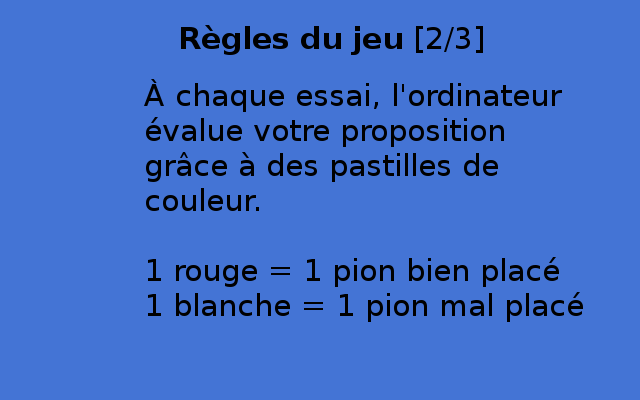 Règles du jeu [2/3]
À chaque essai, l'ordinateur
évalue votre proposition
grâce à des pastilles de
couleur.
1 rouge = 1 pion bien placé
1 blanche = 1 pion mal placé